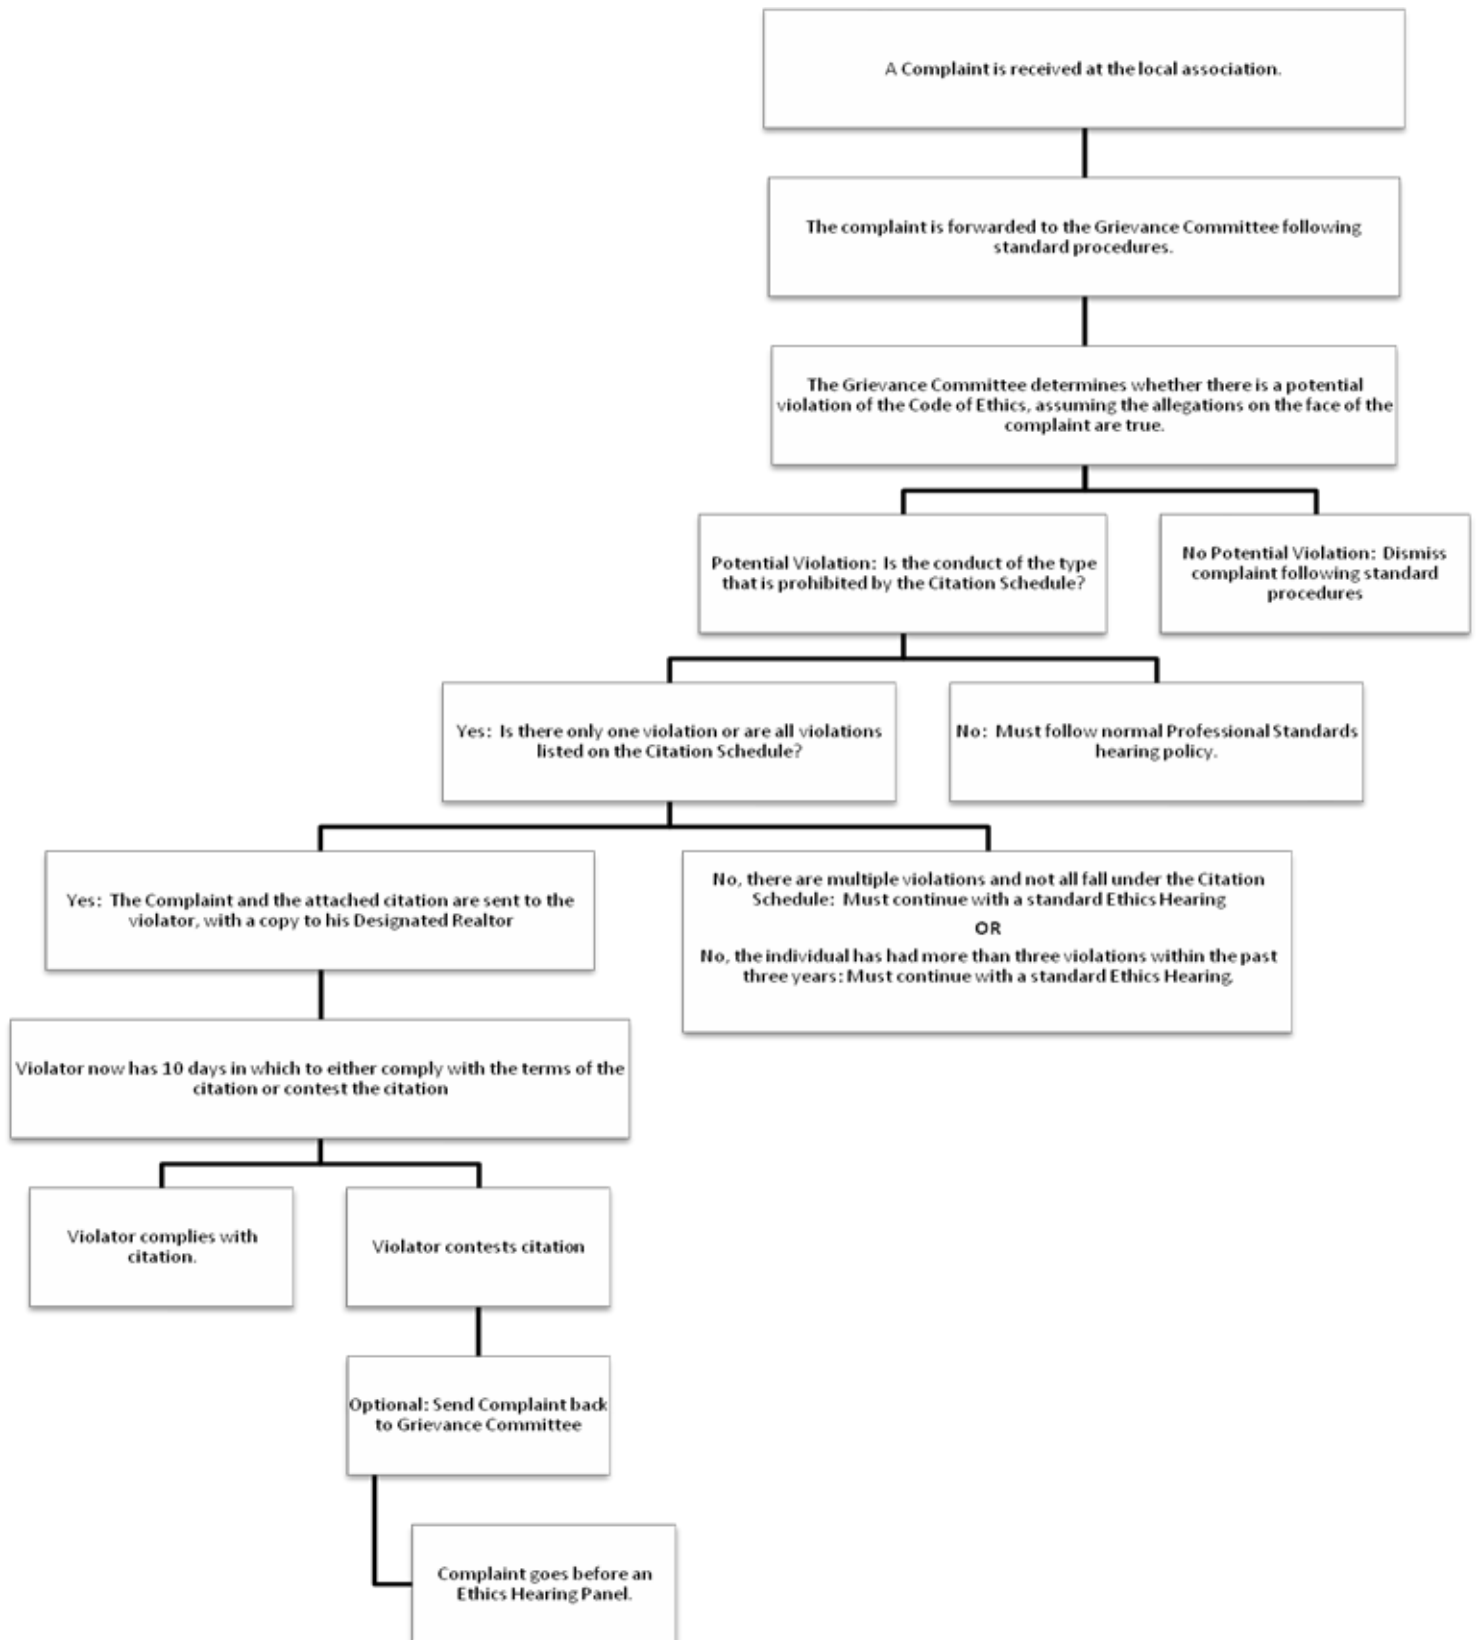 A Complaint is received at the local association.
The complaint is forwarded to the Grievance Committee following
standard procedures.
The Grievance Committee determines whether there is a potential
violation of the Code of Ethics, assuming the allegations on the face of the
complaint are true.
Potential Violation: Is the conduct of the type
that is prohibited by the Citation Schedule?
No Potential Violation: Dismiss
complaint following standard
procedures
Yes: Is there only one violation or are all violations
listed on the Citation Schedule?
No: Must follow normal Professional Standards
hearing policy.
Yes: The Complaint and the attached citation are sent to the
violator, with a copy to his Designated Realtor
No, there are multiple violations and not all fall under the Citation
Schedule: Must continue with a standard Ethics Hearing
OR
No, the individual has had more than three violations within the past
three years: Must continue with a standard Ethics Hearing.
Violator now has 10 days in which to either comply with the terms of the
citation or contest the citation
Violator complies with
citation.
Violator contests citation
Optional: Send Complaint back
to Grievance Committee
Complaint goes before an
Ethics Hearing Panel.